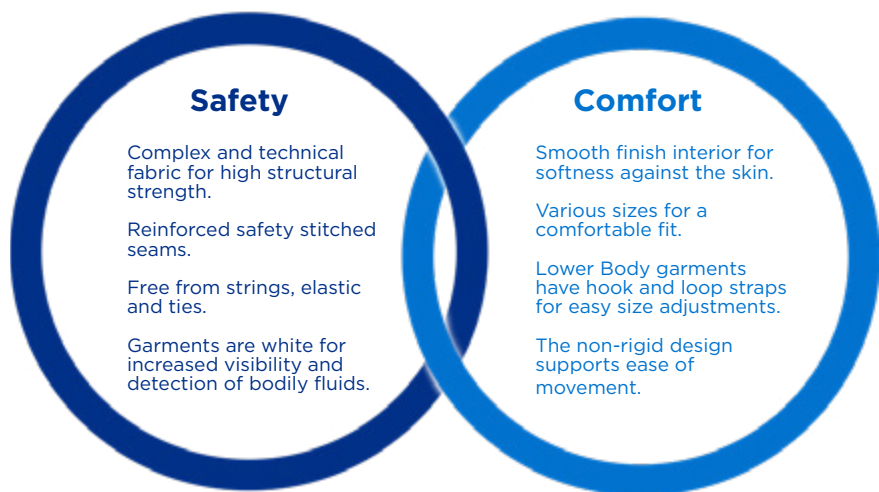 Safety
Complex and technical
fabric for high structural
strength.
Reinforced safety stitched
seams.
Free from strings, elastic
and ties.
Garments are white for
increased visibility and
detection of bodily fluids.
Comfort
Smooth finish interior for
softness against the skin.
Various sizes for a
comfortable fit.
Lower Body garments
have hook and loop straps
for easy size adjustments.
The non-rigid design
supports ease of
movement.